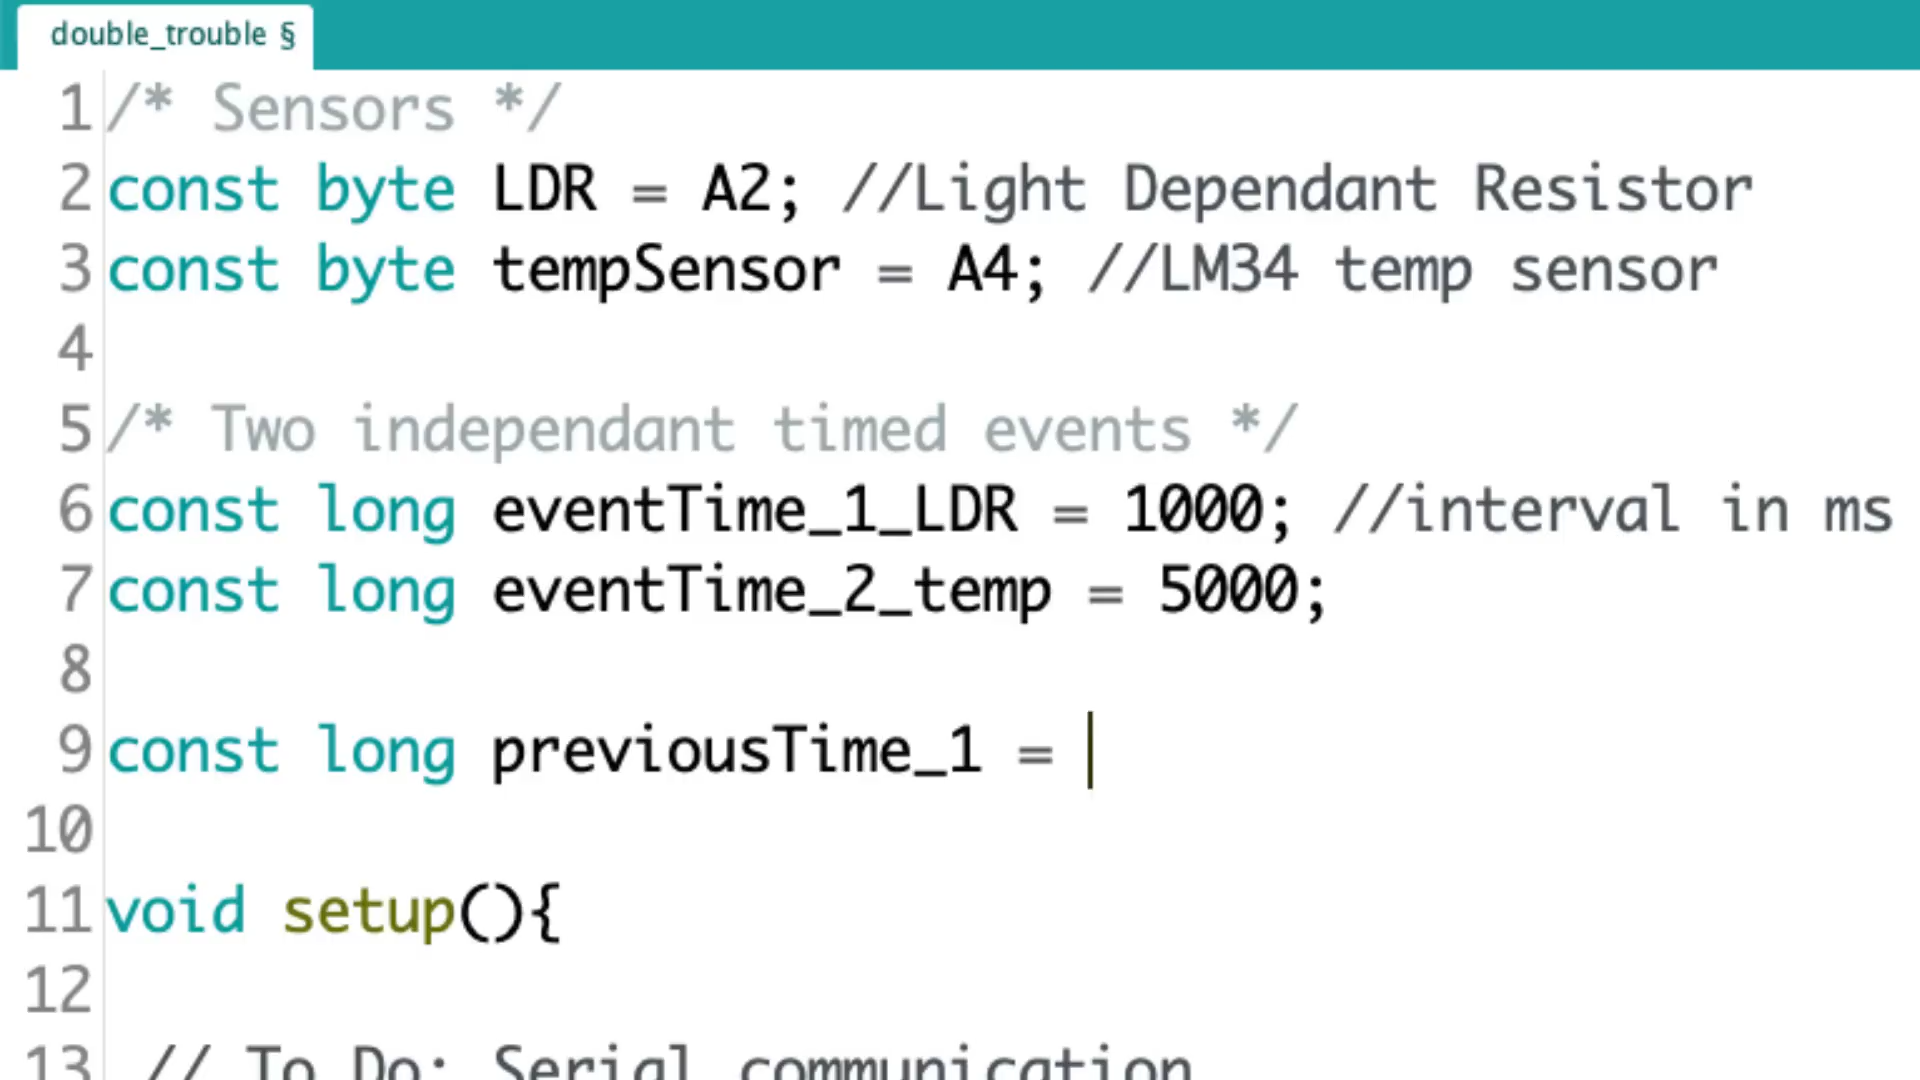 double_trouble §
1 /* Sensors */
2 const byte LDR = A2; //Light Dependant Resistor
3 const byte tempSensor = A4; //LM34 temp sensor
4
5 /* Two independant timed events */
6 const long eventTime_1_LDR = 1000; //interval in ms
7 const long eventTime_2_temp = 5000;
8
9 const long previousTime_1 =
10
11 void setup(){
12
13 // To Do: Serial communication